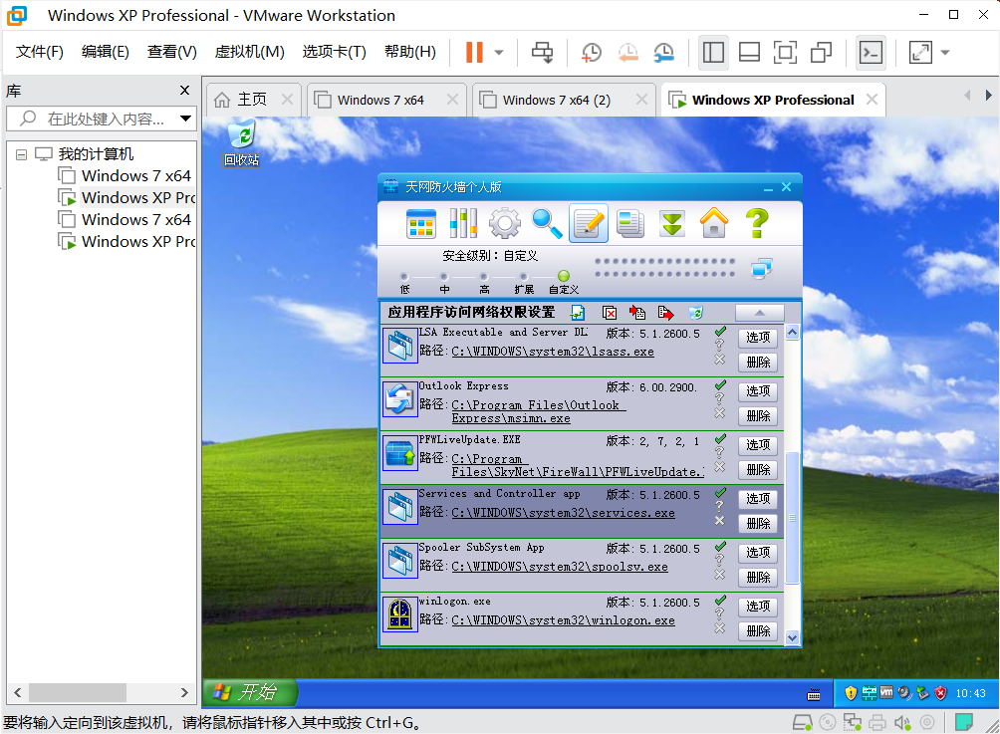 Windows XP Professional - VMware Workstation
文件(F) 编辑(E) 查看(V) 虚拟机(M) 选项卡(T) 帮助(H)
库
在此处键入内容...
我的计算机
Windows 7 x64
Windows XP Pro
Windows 7 x64
Windows XP Pro
主页 Windows 7 x64 Windows 7 x64 (2) Windows XP Professional
回收站
天网防火墙个人版
安全级别：自定义
低 中 高 扩展 自定义
应用程序访问网络权限设置
LSA Executable and Server DL 版本: 5.1.2600.5 选项
路径: C:\WINDOWS\system32\lsass.exe 删除
Outlook Express 版本: 6.00.2900. 选项
路径: C:\Program Files\Outlook
Express\msimn.exe 删除
PFWLiveUpdate.EXE 版本: 2, 7, 2, 1 选项
路径: C:\Program
Files\SkyNet\FireWall\PFWLiveUpdate. 删除
Services and Controller app 版本: 5.1.2600.5 选项
路径: C:\WINDOWS\system32\services.exe 删除
Spooler SubSystem App 版本: 5.1.2600.5 选项
路径: C:\WINDOWS\system32\spoolsv.exe 删除
winlogon.exe 版本: 5.1.2600.5 选项
路径: C:\WINDOWS\system32\winlogon.exe 删除
开始 10:43
要将输入定向到该虚拟机，请将鼠标指针移入其中或按 Ctrl+G。